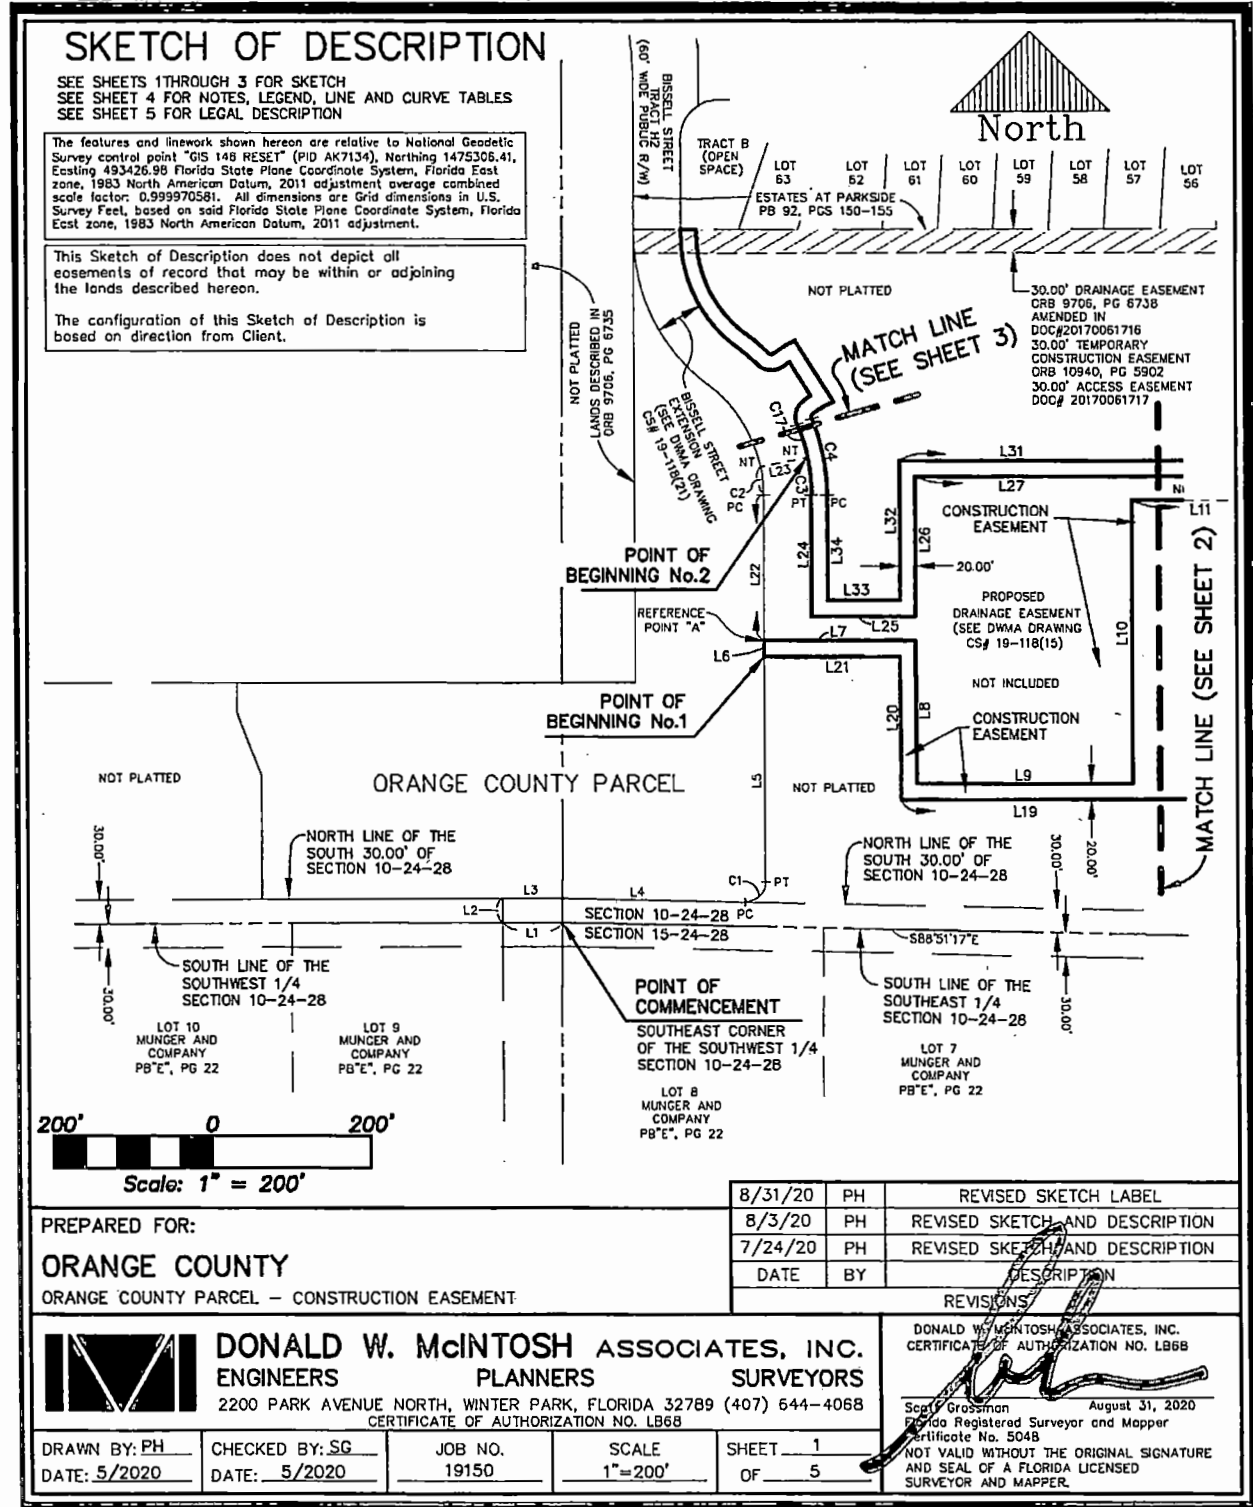 SKETCH OF DESCRIPTION
SEE SHEETS 1THROUGH 3 FOR SKETCH
SEE SHEET 4 FOR NOTES, LEGEND, LINE AND CURVE TABLES
SEE SHEET 5 FOR LEGAL DESCRIPTION
The features and linework shown hereon are relative to National Geodetic
Survey control point "GIS 148 RESET" (PID AK7134), Northing 1475306.41,
Easting 493426.98 Florida State Plane Coordinate System, Florida East
zone, 1983 North American Datum, 2011 adjustment average combined
scale factor: 0.999970581. All dimensions are Grid dimensions in U.S.
Survey Feet, based on said Florida State Plane Coordinate System, Florida
East zone, 1983 North American Datum, 2011 adjustment.
This Sketch of Description does not depict all
easements of record that may be within or adjoining
the lands described hereon.
The configuration of this Sketch of Description is
based on direction from Client.
BISSELL STREET
TRACT H2
(60' WIDE PUBLIC R/W)
TRACT B
(OPEN
SPACE)
North
LOT
63
LOT
62
LOT
61
LOT
60
LOT
59
LOT
58
LOT
57
LOT
56
ESTATES AT PARKSIDE
PB 92, PGS 150-155
NOT PLATTED
30.00' DRAINAGE EASEMENT
ORB 9706, PG 6738
AMENDED IN
DOC#20170061716
30.00' TEMPORARY
CONSTRUCTION EASEMENT
ORB 10940, PG 5902
30.00' ACCESS EASEMENT
DOC# 20170061717
MATCH LINE
(SEE SHEET 3)
NOT PLATTED
LANDS DESCRIBED IN
ORB 9706, PG 6735
BISSELL STREET
EXTENSION
(SEE DWMA DRAWING
CS# 19-118(21)
C17
C4
NT
NT
L23
C2
PC
C3
PT
PC
L31
L27
L11
L32
L26
CONSTRUCTION
EASEMENT
L24
L34
L22
20.00'
POINT OF
BEGINNING No.2
L33
L25
PROPOSED
DRAINAGE EASEMENT
(SEE DWMA DRAWING
CS# 19-118(15)
L10
REFERENCE
POINT "A"
L7
L6
L21
NOT INCLUDED
MATCH LINE (SEE SHEET 2)
POINT OF
BEGINNING No.1
L20
L8
CONSTRUCTION
EASEMENT
NOT PLATTED
ORANGE COUNTY PARCEL
L5
NOT PLATTED
L9
L19
30.00'
NORTH LINE OF THE
SOUTH 30.00' OF
SECTION 10-24-28
NORTH LINE OF THE
SOUTH 30.00' OF
SECTION 10-24-28
30.00'
20.00'
C1
PT
L3
L4
L2
PC
SECTION 10-24-28
L1
SECTION 15-24-28
S88°51'17"E
30.00'
SOUTH LINE OF THE
SOUTHWEST 1/4
SECTION 10-24-28
POINT OF
COMMENCEMENT
SOUTHEAST CORNER
OF THE SOUTHWEST 1/4
SECTION 10-24-28
SOUTH LINE OF THE
SOUTHEAST 1/4
SECTION 10-24-28
30.00'
LOT 10
MUNGER AND
COMPANY
PB"E", PG 22
LOT 9
MUNGER AND
COMPANY
PB"E", PG 22
LOT 8
MUNGER AND
COMPANY
PB"E", PG 22
LOT 7
MUNGER AND
COMPANY
PB"E", PG 22
200' 0 200'
Scale: 1" = 200'
8/31/20 PH REVISED SKETCH LABEL
8/3/20 PH REVISED SKETCH AND DESCRIPTION
7/24/20 PH REVISED SKETCH AND DESCRIPTION
DATE BY DESCRIPTION
REVISIONS
PREPARED FOR:
ORANGE COUNTY
ORANGE COUNTY PARCEL - CONSTRUCTION EASEMENT
DONALD W. McINTOSH ASSOCIATES, INC.
ENGINEERS PLANNERS SURVEYORS
2200 PARK AVENUE NORTH, WINTER PARK, FLORIDA 32789 (407) 644-4068
CERTIFICATE OF AUTHORIZATION NO. LB68
DONALD W. McINTOSH ASSOCIATES, INC.
CERTIFICATE OF AUTHORIZATION NO. LB68
Scott Grossman August 31, 2020
Florida Registered Surveyor and Mapper
Certificate No. 5048
NOT VALID WITHOUT THE ORIGINAL SIGNATURE
AND SEAL OF A FLORIDA LICENSED
SURVEYOR AND MAPPER.
DRAWN BY: PH
DATE: 5/2020
CHECKED BY: SG
DATE: 5/2020
JOB NO.
19150
SCALE
1"=200'
SHEET 1
OF 5